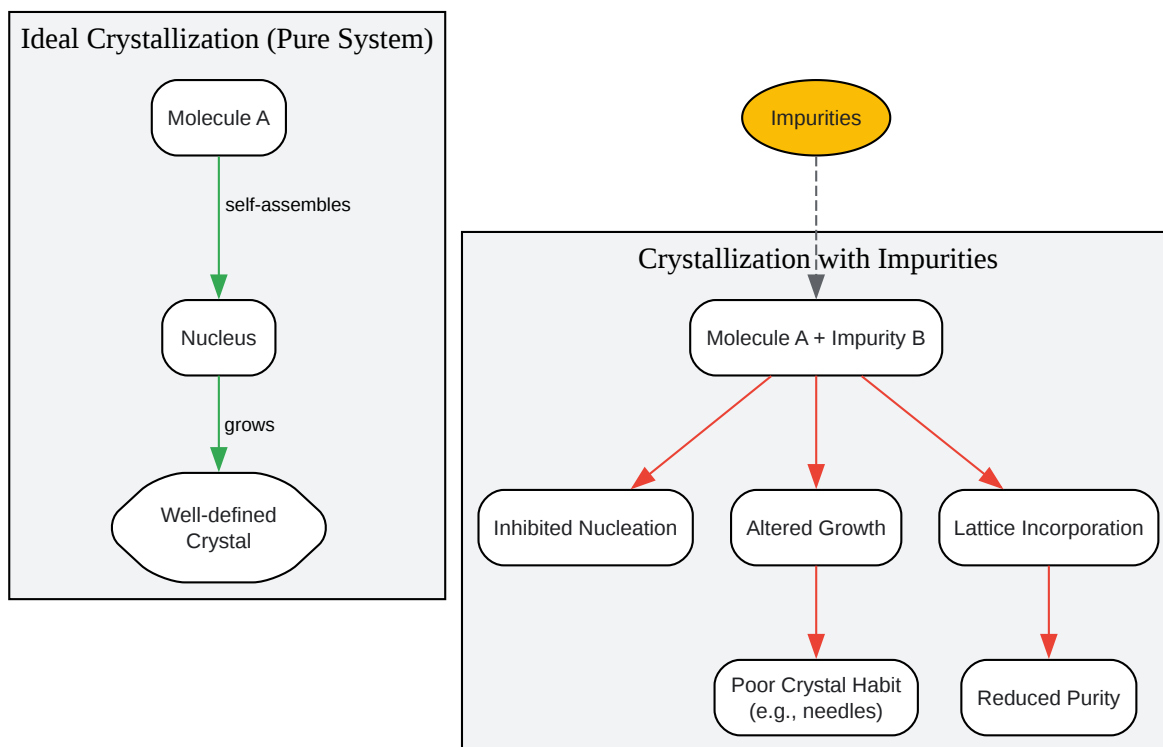 Ideal Crystallization (Pure System)
Molecule A
self-assembles
Nucleus
grows
Well-defined
Crystal
Impurities
Crystallization with Impurities
Molecule A + Impurity B
Inhibited Nucleation
Altered Growth
Lattice Incorporation
Poor Crystal Habit
(e.g., needles)
Reduced Purity